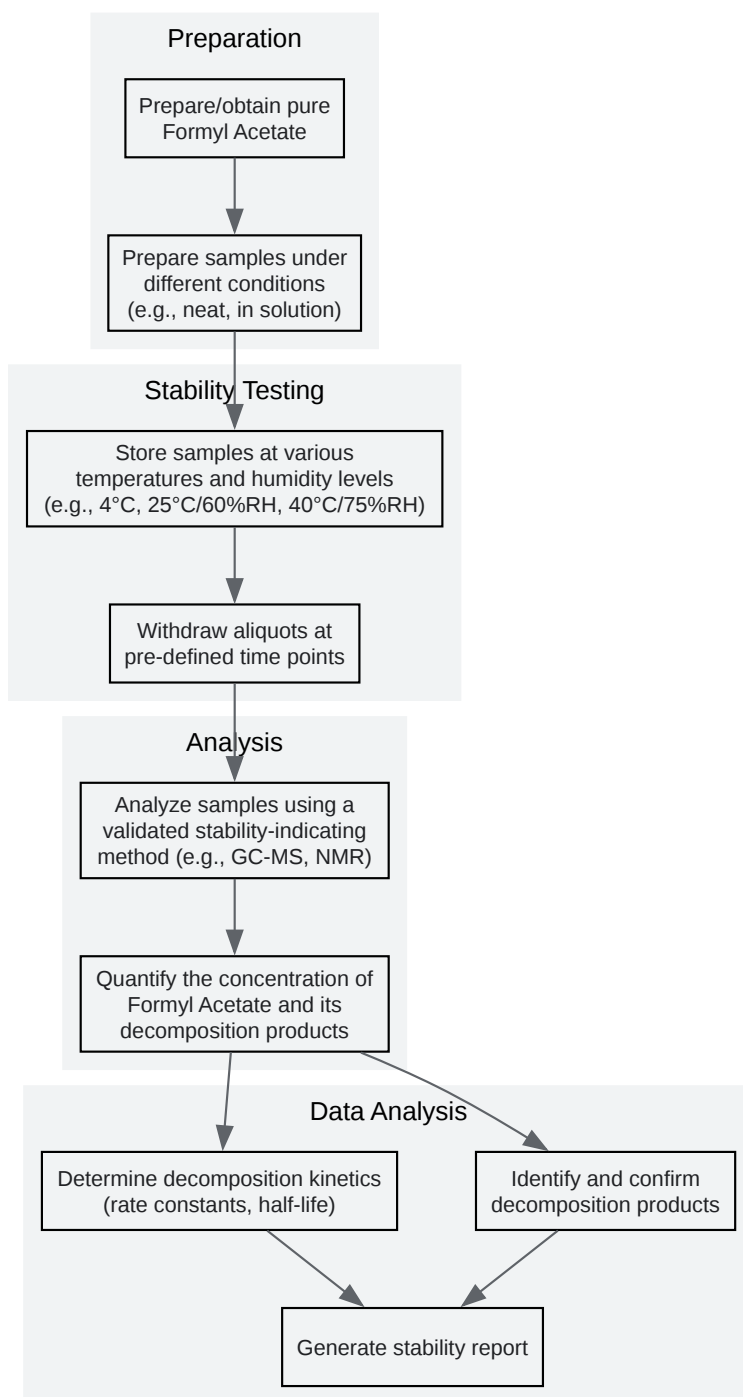 Preparation
Prepare/obtain pure
Formyl Acetate
Prepare samples under
different conditions
(e.g., neat, in solution)
Stability Testing
Store samples at various
temperatures and humidity levels
(e.g., 4°C, 25°C/60%RH, 40°C/75%RH)
Withdraw aliquots at
pre-defined time points
Analysis
Analyze samples using a
validated stability-indicating
method (e.g., GC-MS, NMR)
Quantify the concentration of
Formyl Acetate and its
decomposition products
Data Analysis
Determine decomposition kinetics
(rate constants, half-life)
Identify and confirm
decomposition products
Generate stability report